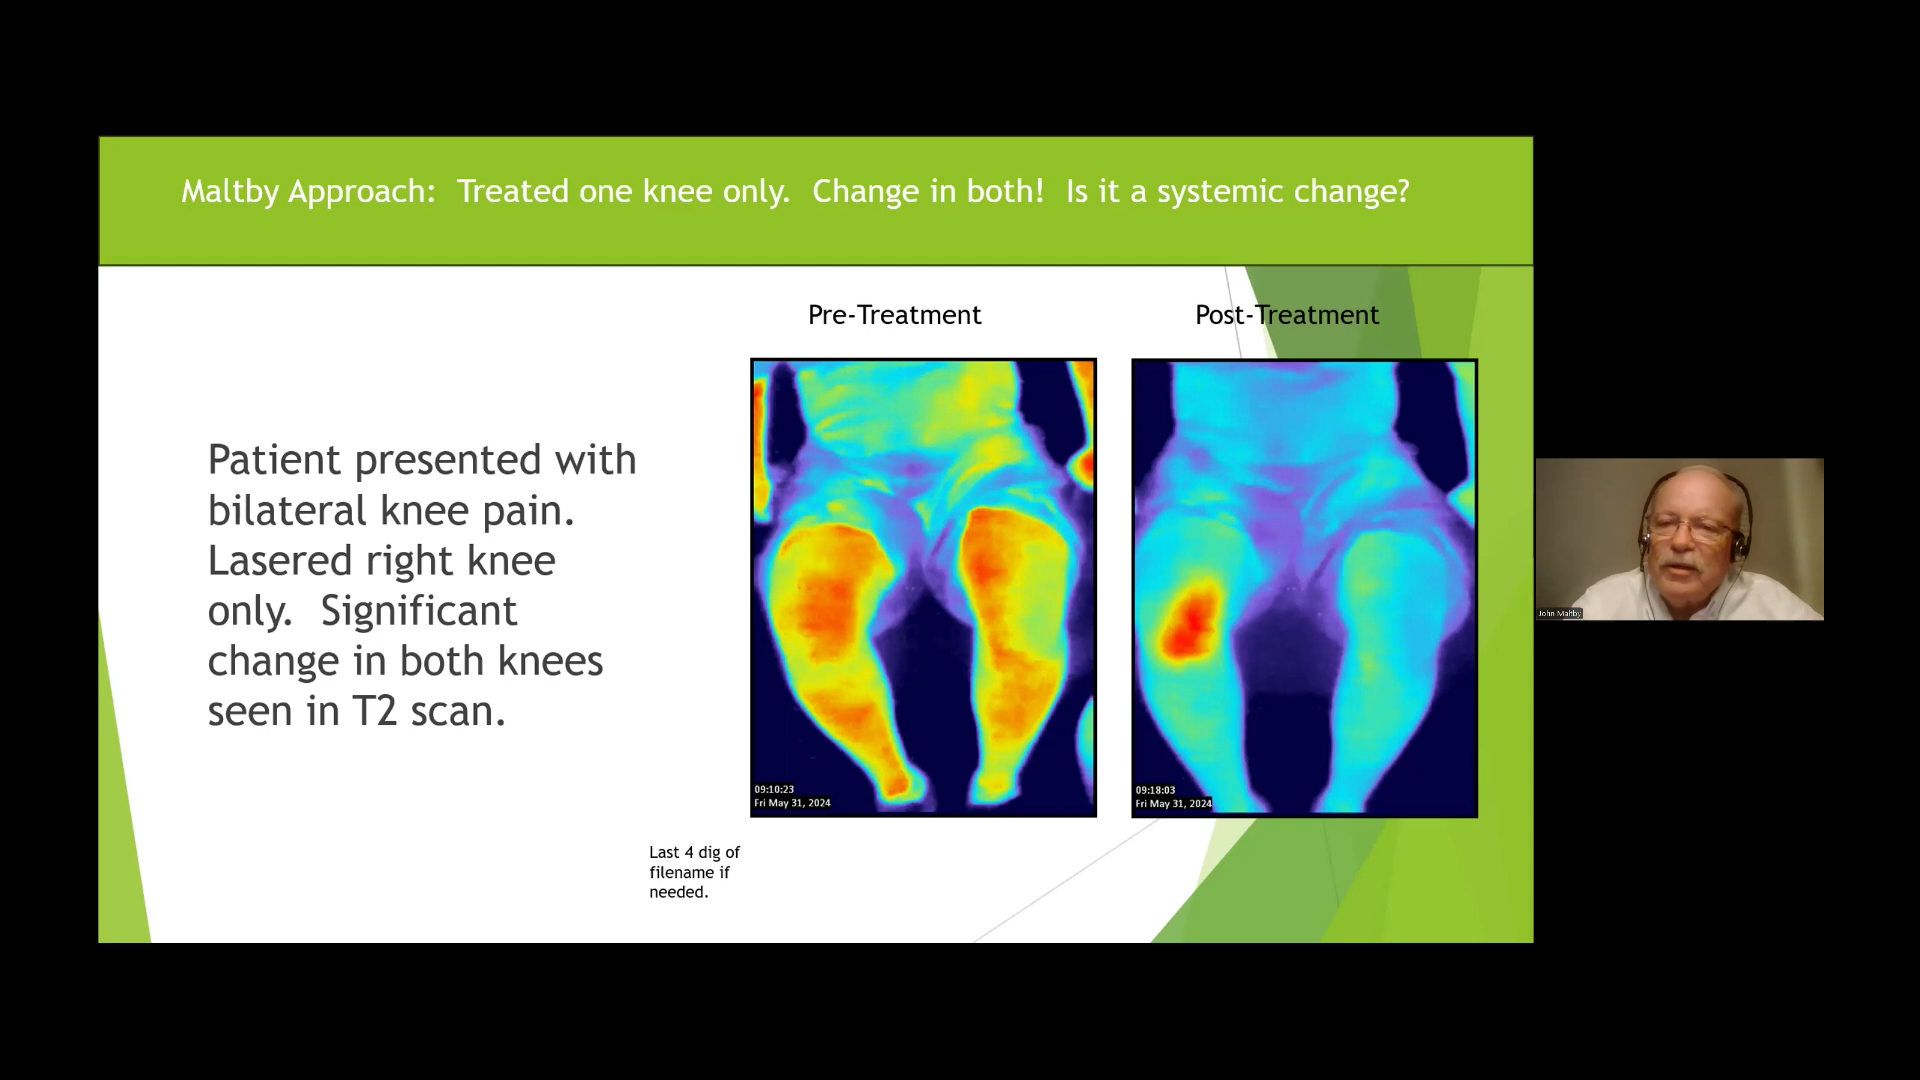 Maltby Approach:  Treated one knee only.  Change in both!  Is it a systemic change?
Pre-Treatment
Post-Treatment
Patient presented with
bilateral knee pain.
Lasered right knee
only.  Significant
change in both knees
seen in T2 scan.
09:10:23
Fri May 31, 2024
09:18:03
Fri May 31, 2024
Last 4 dig of
filename if
needed.
John Maltby